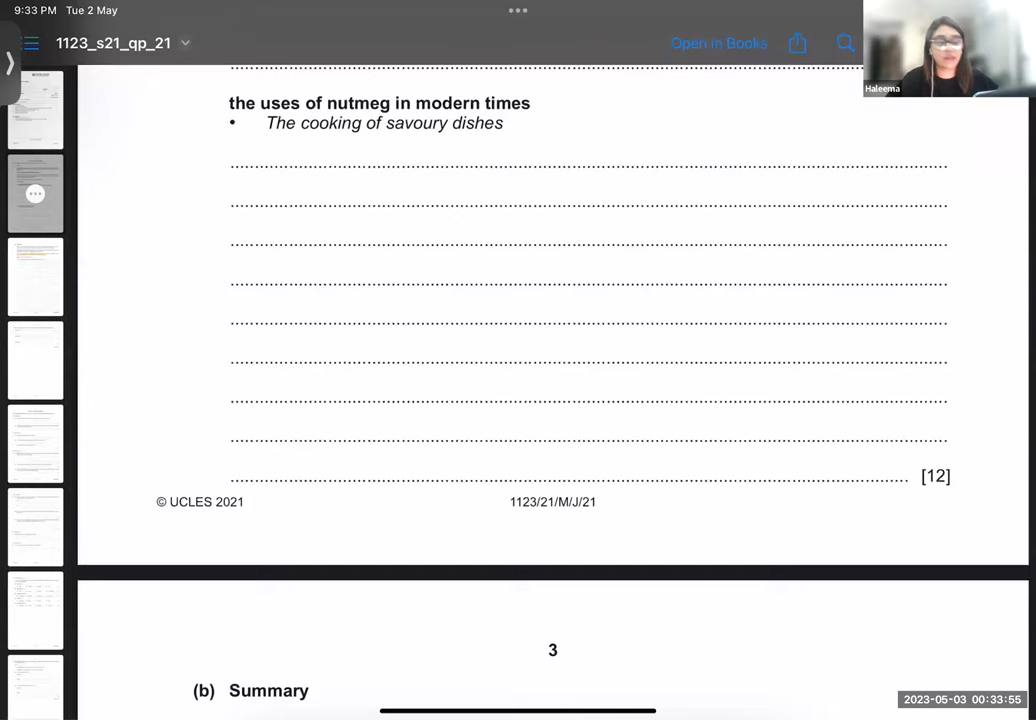 9:33 PM Tue 2 May
1123_s21_qp_21
Open in Books
Haleema
the uses of nutmeg in modern times
• The cooking of savoury dishes
[12]
© UCLES 2021
1123/21/M/J/21
3
(b) Summary
2023-05-03 00:33:55